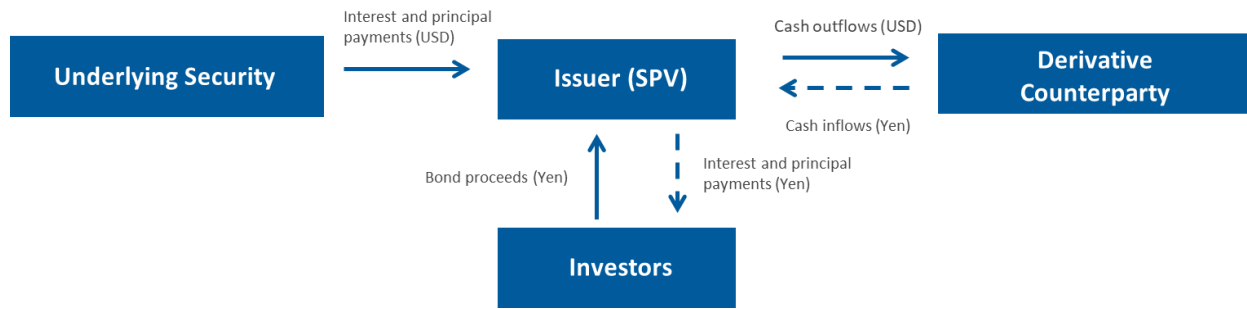 Interest and principal
payments (USD)
Cash outflows (USD)
Underlying Security
Issuer (SPV)
Derivative
Counterparty
Cash inflows (Yen)
Bond proceeds (Yen)
Interest and principal
payments (Yen)
Investors